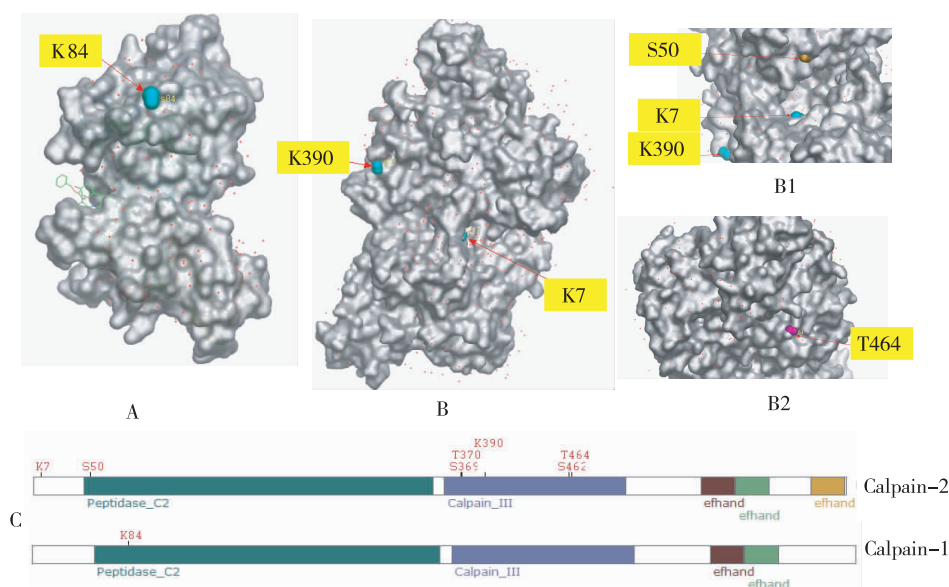 K84
s84
K390
K7
A
B
S50
K7
K390
B1
T464
B2
C
K390
T370
T464
K7
S50
S369
S462
Peptidase_C2
Calpain_III
efhand
efhand
efhand
Calpain-2
K84
Peptidase_C2
Calpain_III
efhand
efhand
Calpain-1